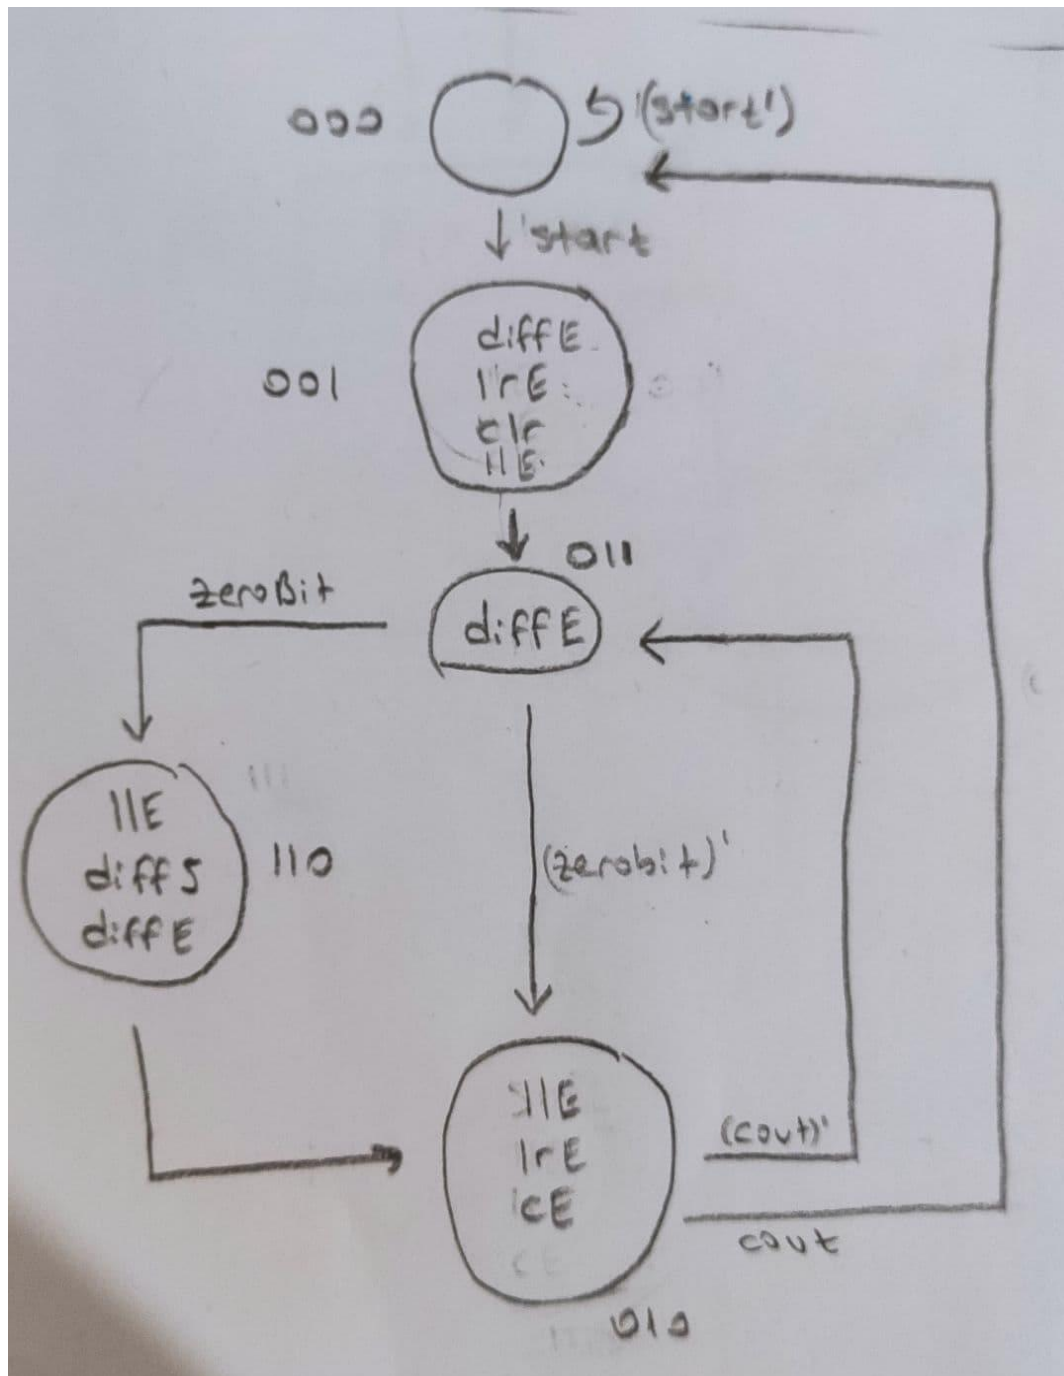 000
(start')
start
001
diffE
lrE
clr
llE
011
zeroBit
diffE
llE
diffS
diffE
110
(zerobit)'
llE
lrE
cE
(cout)'
cout
010